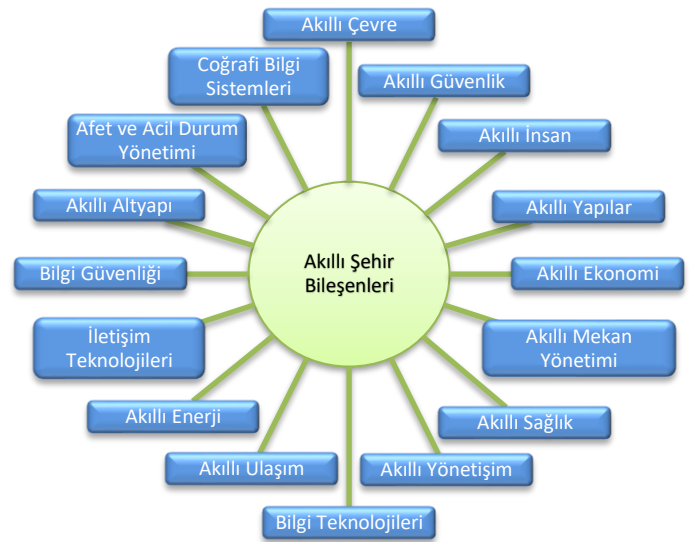 Akıllı Çevre
Akıllı Güvenlik
Akıllı İnsan
Akıllı Yapılar
Akıllı Ekonomi
Akıllı Mekan
Yönetimi
Akıllı Sağlık
Akıllı Yönetişim
Bilgi Teknolojileri
Akıllı Ulaşım
Akıllı Enerji
İletişim
Teknolojileri
Bilgi Güvenliği
Akıllı Altyapı
Afet ve Acil Durum
Yönetimi
Coğrafi Bilgi
Sistemleri
Akıllı Şehir
Bileşenleri